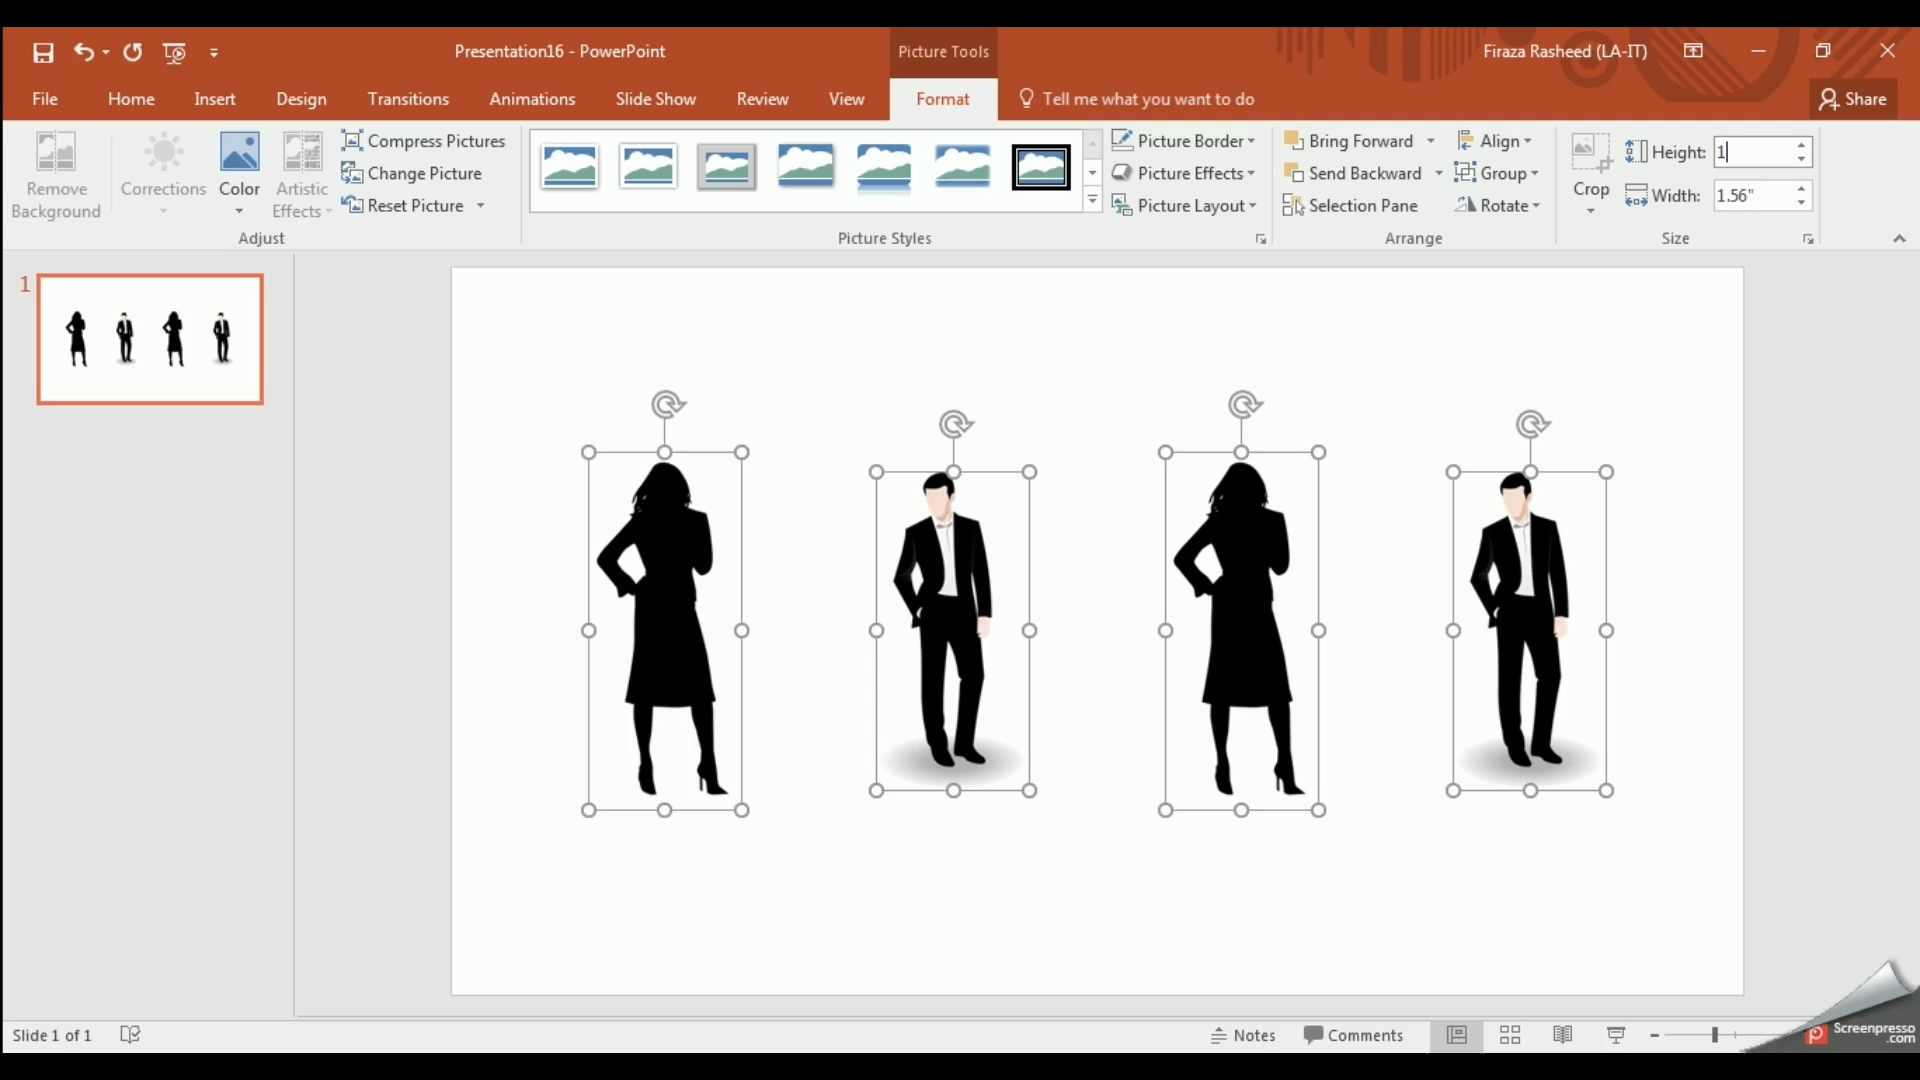 Presentation16 - PowerPoint
Picture Tools
Firaza Rasheed (LA-IT)
File
Home
Insert
Design
Transitions
Animations
Slide Show
Review
View
Format
Tell me what you want to do
Share
Remove
Background
Corrections
Color
Artistic
Effects
Compress Pictures
Change Picture
Reset Picture
Adjust
Picture Styles
Picture Border
Picture Effects
Picture Layout
Bring Forward
Send Backward
Selection Pane
Align
Group
Rotate
Arrange
Crop
Height: 1
Width: 1.56"
Size
1
Slide 1 of 1
Notes
Comments
Screenpresso
.com